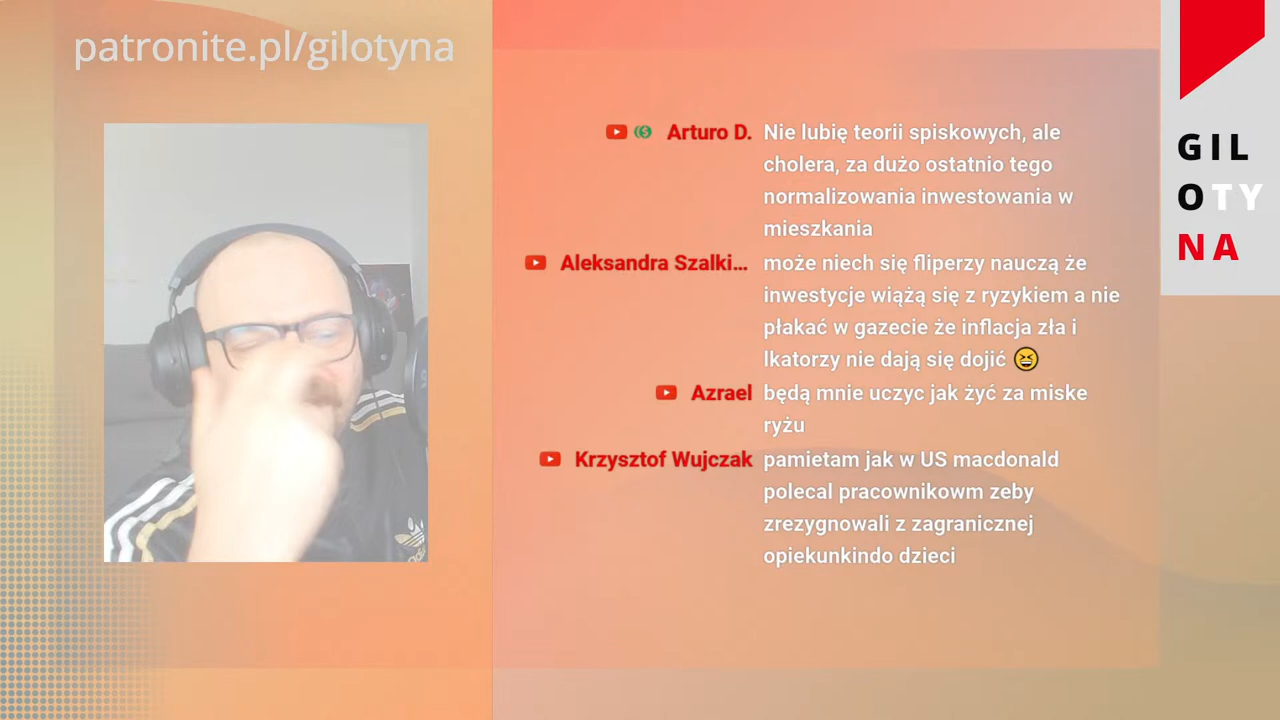 patronite.pl/gilotyna
Arturo D. Nie lubię teorii spiskowych, ale
cholera, za dużo ostatnio tego
normalizowania inwestowania w
mieszkania
Aleksandra Szalki... może niech się fliperzy nauczą że
inwestycje wiążą się z ryzykiem a nie
płakać w gazecie że inflacja zła i
lkatorzy nie dają się dojić 😆
Azrael będą mnie uczyc jak żyć za miske
ryżu
Krzysztof Wujczak pamietam jak w US macdonald
polecal pracownikowm zeby
zrezygnowali z zagranicznej
opiekunkindo dzieci
GIL
OTY
NA